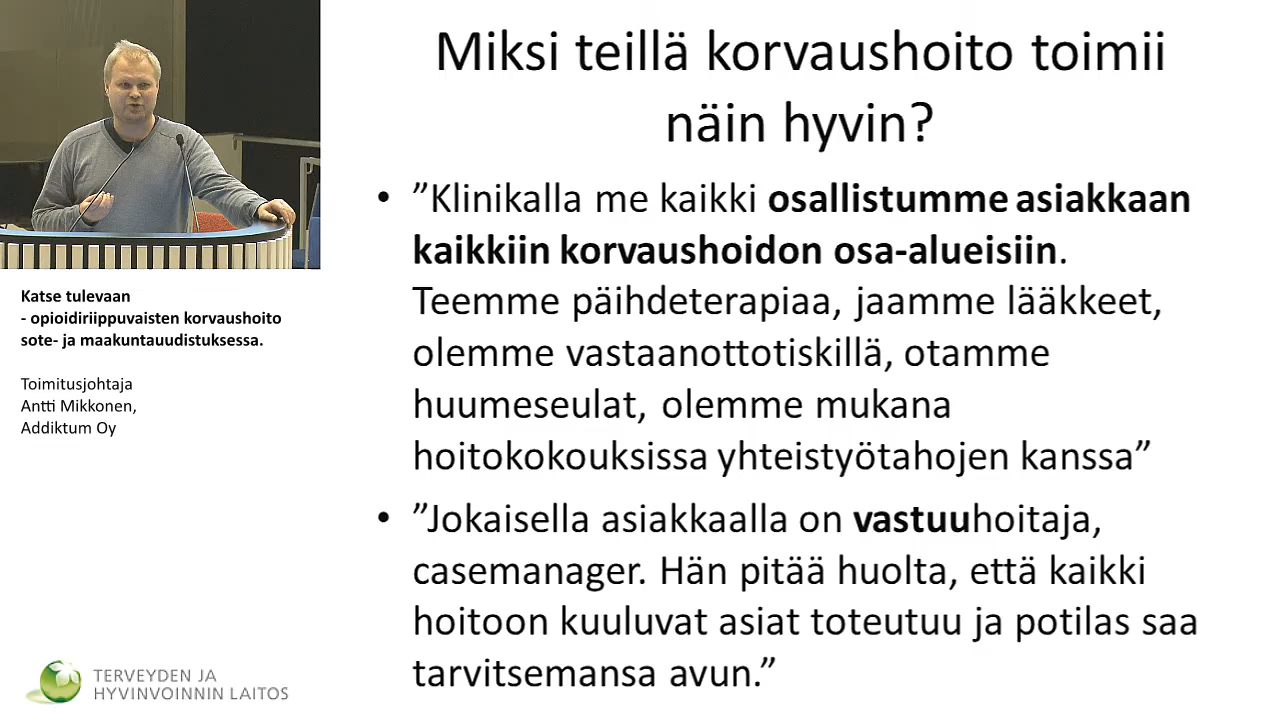 Miksi teillä korvaushoito toimii
näin hyvin?
• ”Klinikalla me kaikki osallistumme asiakkaan
kaikkiin korvaushoidon osa-alueisiin.
Teemme päihdeterapiaa, jaamme lääkkeet,
olemme vastaanottotiskillä, otamme
huumeseulat, olemme mukana
hoitokokouksissa yhteistyötahojen kanssa”
• ”Jokaisella asiakkaalla on vastuuhoitaja,
casemanager. Hän pitää huolta, että kaikki
hoitoon kuuluvat asiat toteutuu ja potilas saa
tarvitsemansa avun.”
Katse tulevaan
- opioidiriippuvaisten korvaushoito
sote- ja maakuntauudistuksessa.
Toimitusjohtaja
Antti Mikkonen,
Addiktum Oy
TERVEYDEN JA
HYVINVOINNIN LAITOS